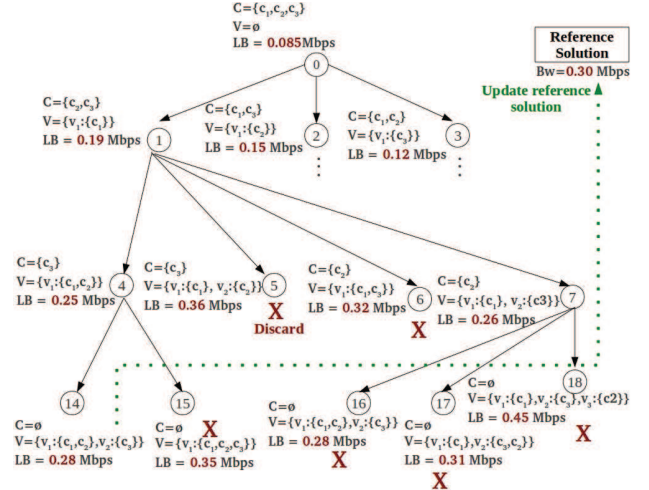 C={c₁,c₂,c₃}
V=ø
LB = 0.085Mbps
0
Reference
Solution
Bw=0.30 Mbps
Update reference
solution
C={c₂,c₃}
V={v₁:{c₁}}
LB = 0.19 Mbps
1
C={c₁,c₃}
V={v₁:{c₂}}
LB = 0.15 Mbps
2
C={c₁,c₂}
V={v₁:{c₃}}
LB = 0.12 Mbps
3
C={c₃}
V={v₁:{c₁,c₂}}
LB = 0.25 Mbps
4
C={c₃}
V={v₁:{c₁}, v₂:{c₂}}
LB = 0.36 Mbps
5
X
Discard
C={c₂}
V={v₁:{c₁,c₃}}
LB = 0.32 Mbps
6
X
C={c₂}
V={v₁:{c₁}, v₂:{c3}}
LB = 0.26 Mbps
7
14
C=ø
V={v₁:{c₁,c₂},v₂:{c₃}}
LB = 0.28 Mbps
15
C=ø
X
V={v₁:{c₁,c₂,c₃}}
LB = 0.35 Mbps
16
C=ø
V={v₁:{c₁,c₂},v₂:{c₃}}
LB = 0.28 Mbps
X
17
C=ø
V={v₁:{c₁},v₂:{c₃,c₂}}
LB = 0.31 Mbps
X
18
C=ø
V={v₁:{c₁},v₂:{c₃},v₃:{c2}}
LB = 0.45 Mbps
X